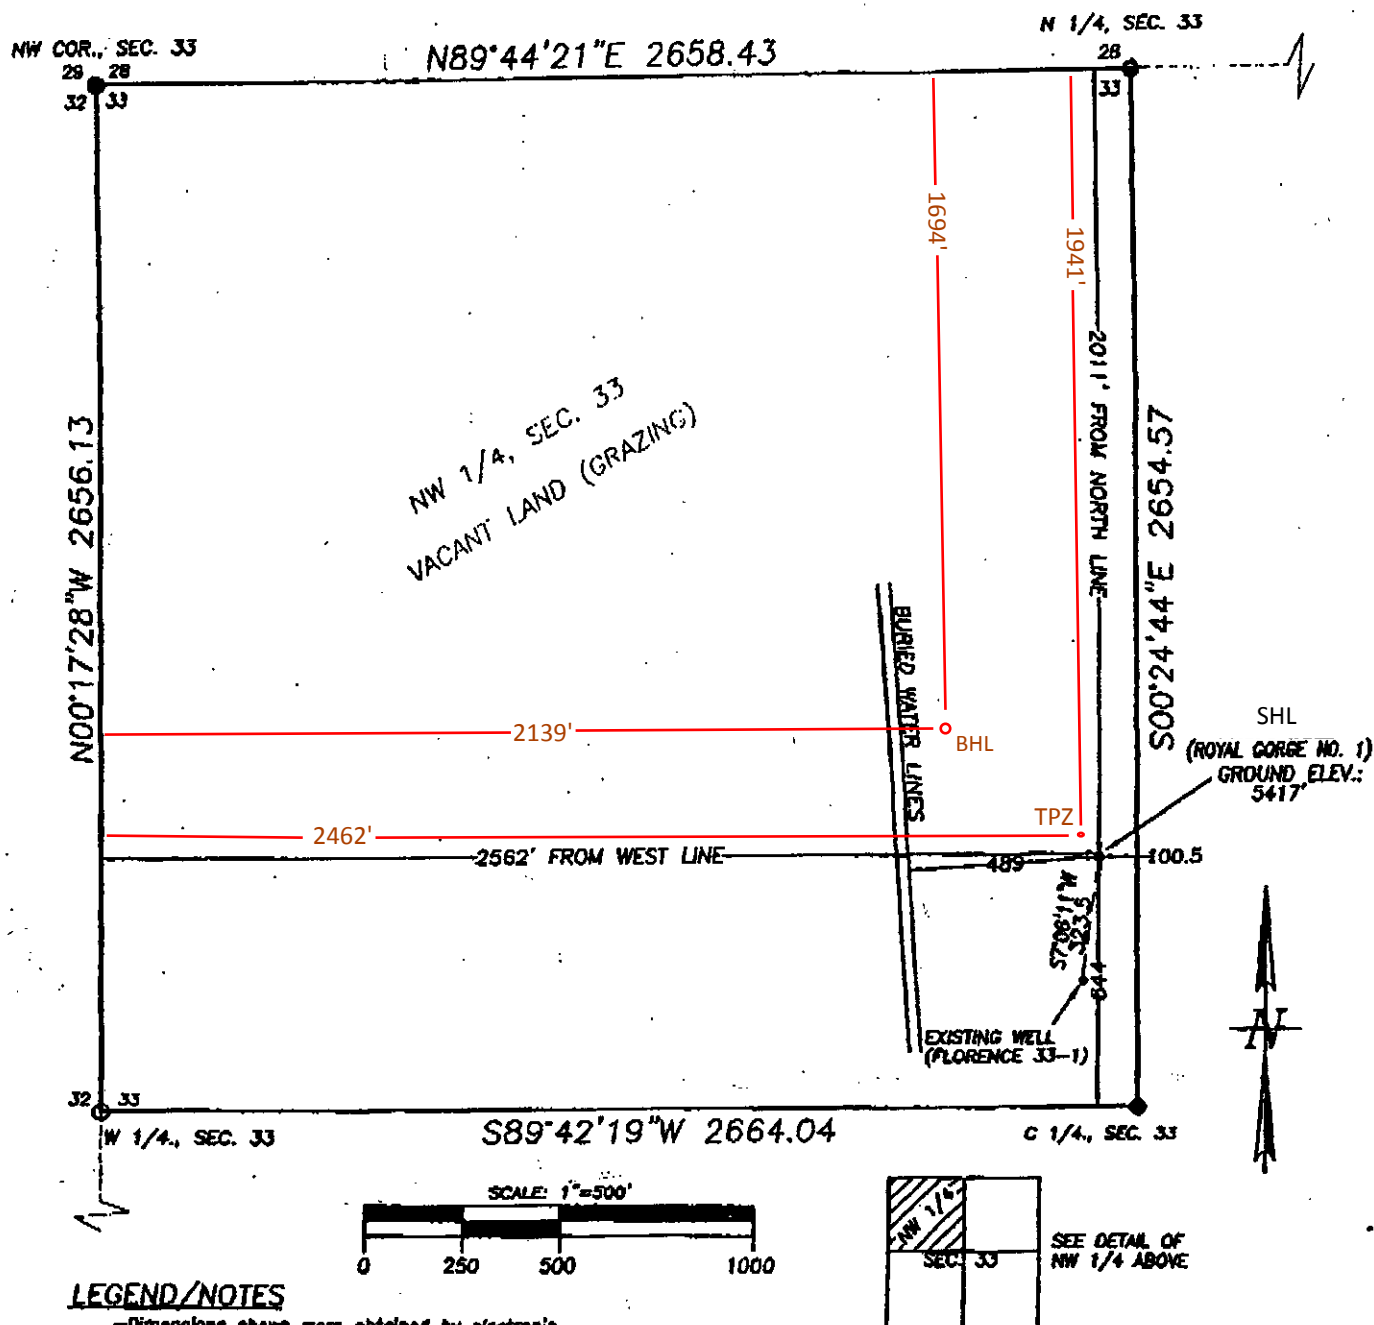 NW COR., SEC. 33
N89°44'21"E 2658.43
N 1/4, SEC. 33
29 28
32 33
28
33
1694'
1941'
2011' FROM NORTH LINE
NW 1/4, SEC. 33
VACANT LAND (GRAZING)
N00°17'28"W 2656.13
S00°24'44"E 2654.57
BURIED WATER LINES
2139'
BHL
SHL
(ROYAL GORGE NO. 1)
GROUND ELEV.:
5417'
TPZ
2462'
2562' FROM WEST LINE
489
100.5
S7°08'11"W
323.5
644
EXISTING WELL
(FLORENCE 33-1)
N
32 33
W 1/4., SEC. 33
S89°42'19"W 2664.04
C 1/4., SEC. 33
SCALE: 1"=500'
0 250 500 1000
NW 1/4
SEC. 33
SEE DETAIL OF
NW 1/4 ABOVE
LEGEND/NOTES